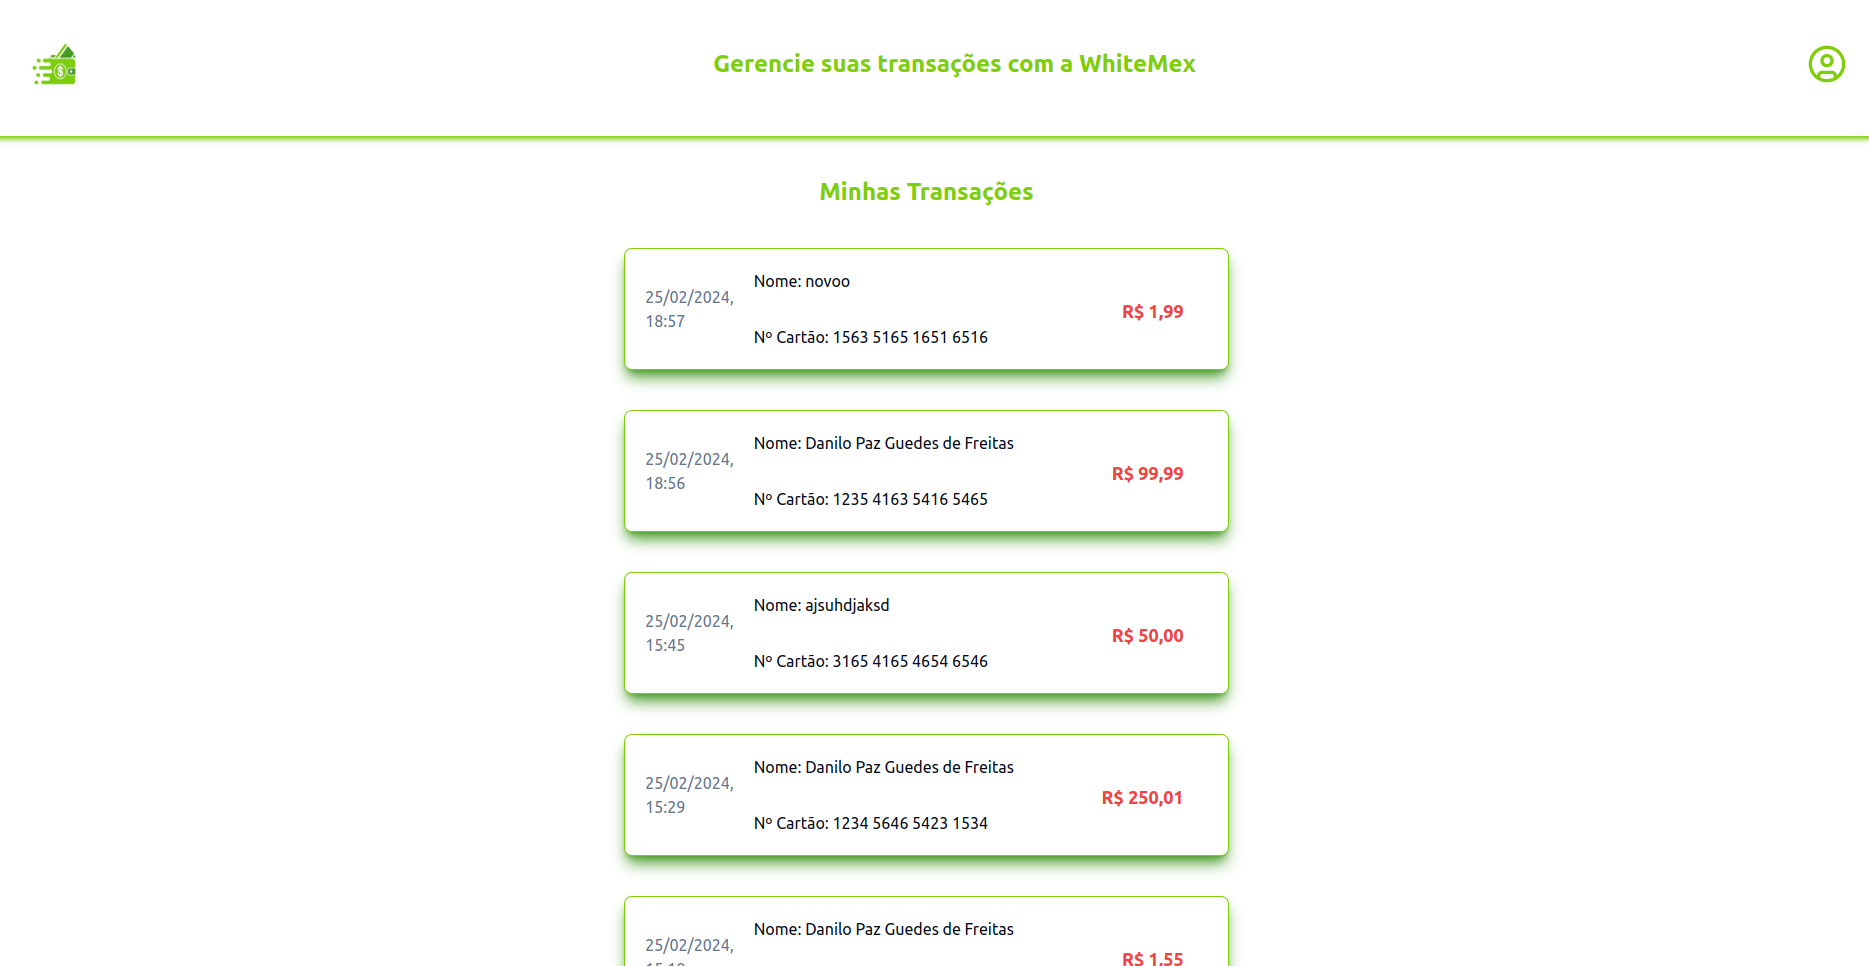 Gerencie suas transações com a WhiteMex
Minhas Transações
25/02/2024,
18:57
Nome: novoo
Nº Cartão: 1563 5165 1651 6516
R$ 1,99
25/02/2024,
18:56
Nome: Danilo Paz Guedes de Freitas
Nº Cartão: 1235 4163 5416 5465
R$ 99,99
25/02/2024,
15:45
Nome: ajsuhdjaksd
Nº Cartão: 3165 4165 4654 6546
R$ 50,00
25/02/2024,
15:29
Nome: Danilo Paz Guedes de Freitas
Nº Cartão: 1234 5646 5423 1534
R$ 250,01
25/02/2024,
Nome: Danilo Paz Guedes de Freitas
R$ 1,55